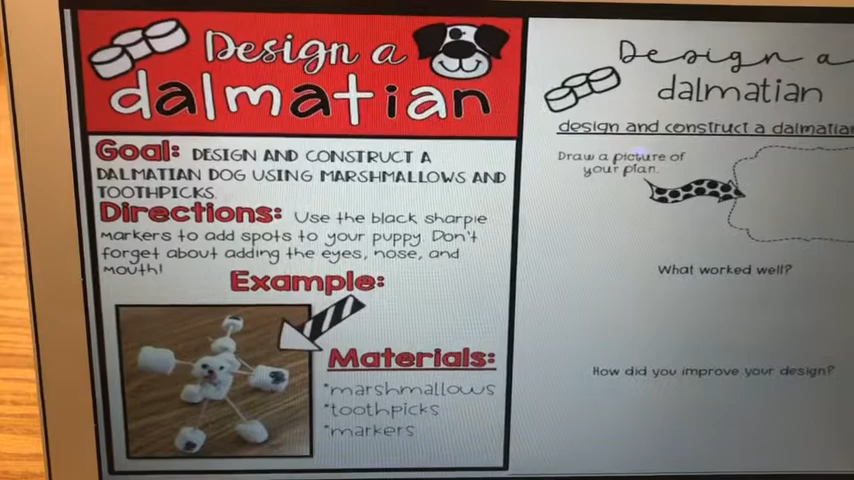 Design a
dalmatian
Goal: DESIGN AND CONSTRUCT A
DALMATIAN DOG USING MARSHMALLOWS AND
TOOTHPICKS
Directions: Use the black sharpie
markers to add spots to your puppy. Don't
forget about adding the eyes, nose, and
mouth!
Example:
Materials:
*marshmallows
*toothpicks
*markers
Design a
dalmatian
design and construct a dalmatian
Draw a picture of
your plan.
What worked well?
How did you improve your design?